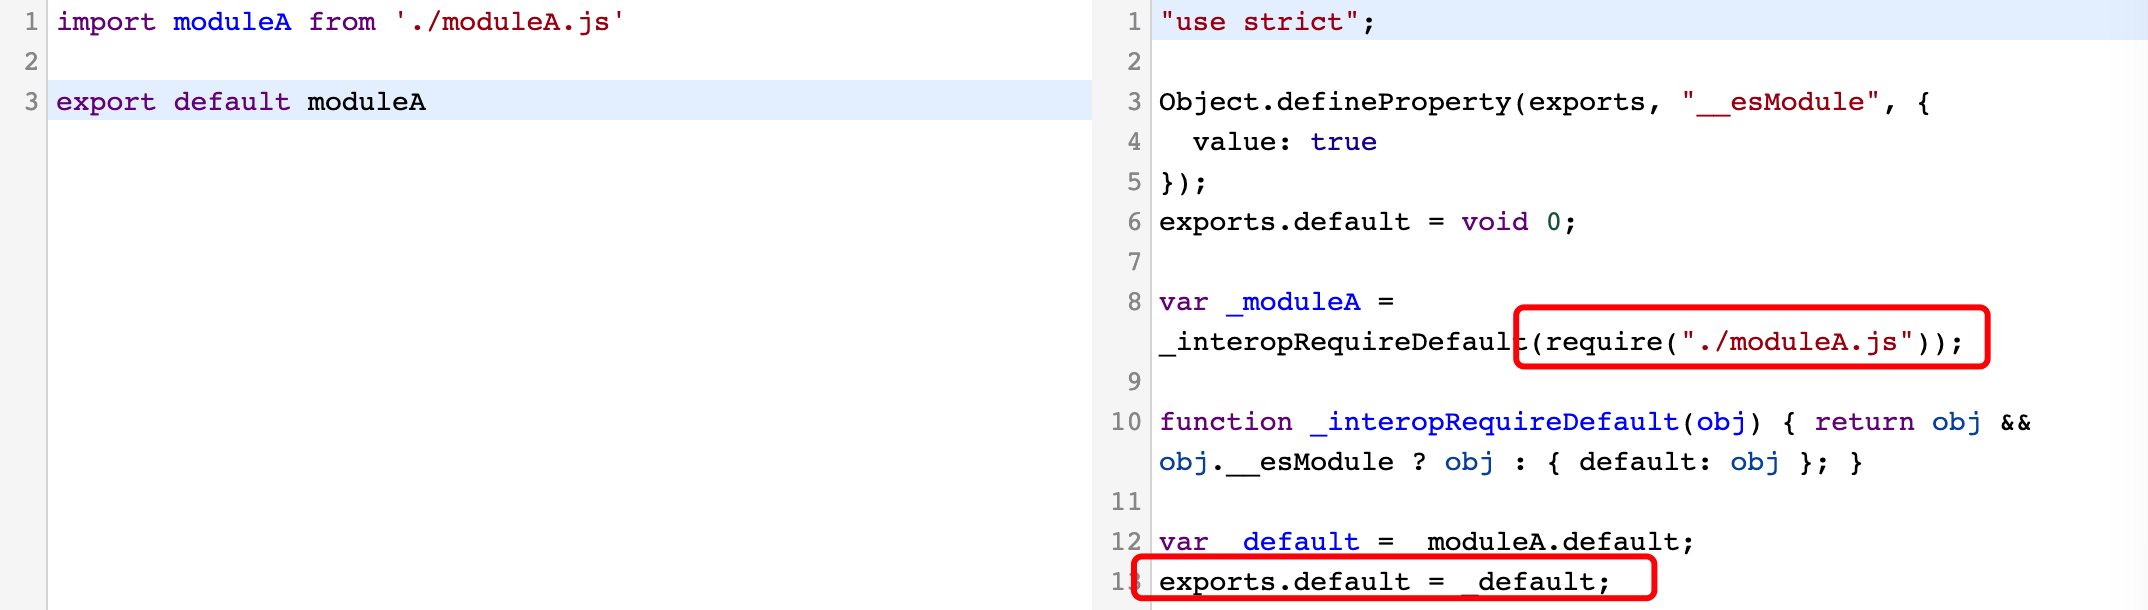 1 import moduleA from './moduleA.js'
2
3 export default moduleA
1 "use strict";
2
3 Object.defineProperty(exports, "__esModule", {
4   value: true
5 });
6 exports.default = void 0;
7
8 var _moduleA =
_interopRequireDefault(require("./moduleA.js"));
9
10 function _interopRequireDefault(obj) { return obj &&
obj.__esModule ? obj : { default: obj }; }
11
12 var  default =  moduleA.default;
13 exports.default = _default;